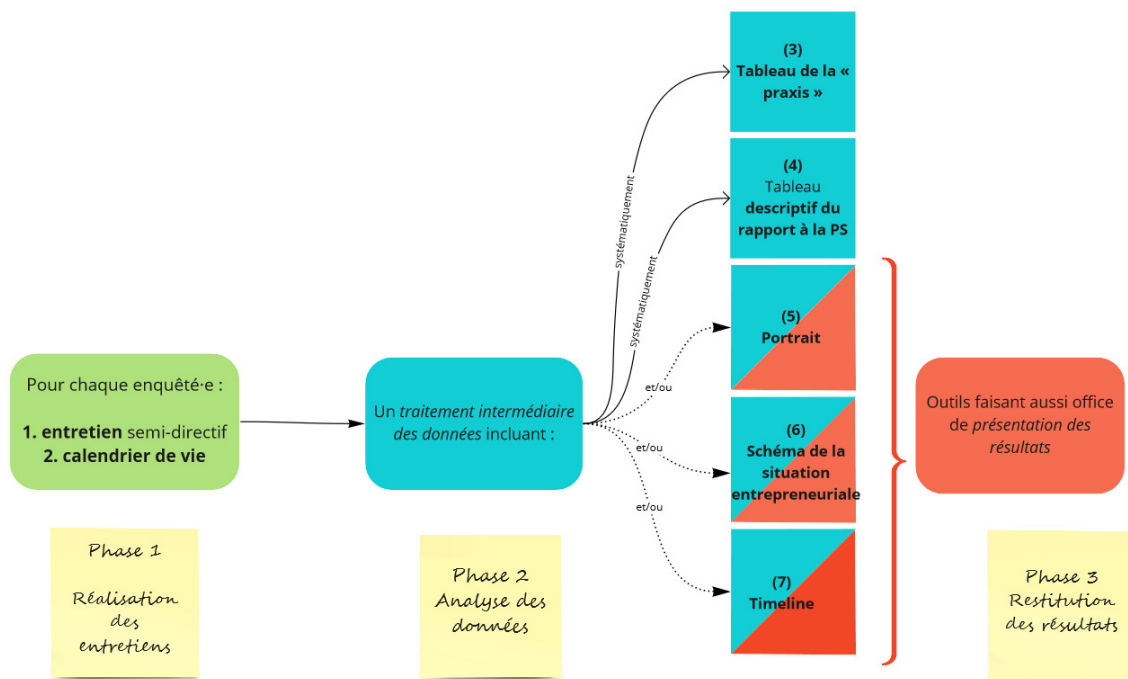 Pour chaque enquêté·e :
1. entretien semi-directif
2. calendrier de vie
Phase 1
Réalisation
des
entretiens
Un traitement intermédiaire
des données incluant :
Phase 2
Analyse des
données
systématiquement
systématiquement
et/ou
et/ou
et/ou
(3)
Tableau de la «
praxis »
(4)
Tableau
descriptif du
rapport à la PS
(5)
Portrait
(6)
Schéma de la
situation
entrepreneuriale
(7)
Timeline
Outils faisant aussi office
de présentation des
résultats
Phase 3
Restitution
des résultats